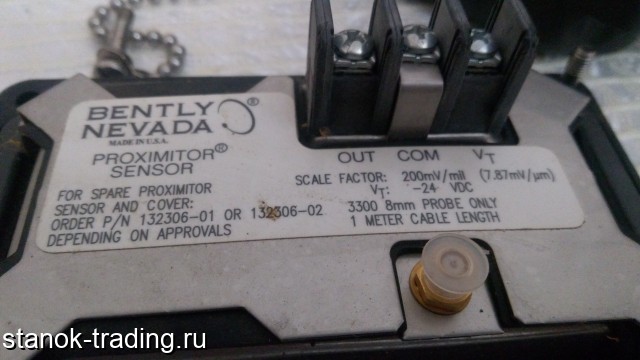 BENTLY
NEVADA®
MADE IN U.S.A.
PROXIMITOR®
SENSOR
FOR SPARE PROXIMITOR
SENSOR AND COVER:
ORDER P/N 132306-01 OR 132306-02
DEPENDING ON APPROVALS
OUT COM VT
SCALE FACTOR: 200mV/mil (7.87mV/μm)
VT: -24 VDC
3300 8mm PROBE ONLY
1 METER CABLE LENGTH
stanok-trading.ru